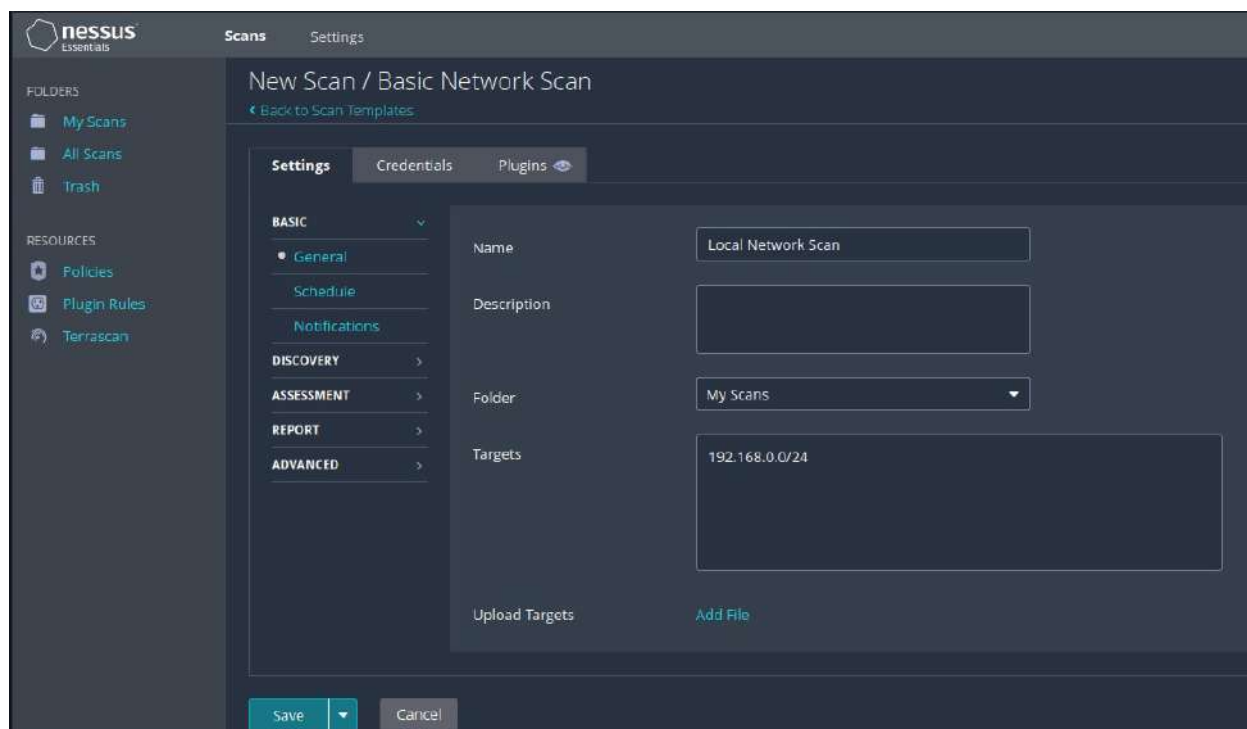 nessus
Essentials
Scans
Settings
FOLDERS
My Scans
All Scans
Trash
RESOURCES
Policies
Plugin Rules
Terrascan
New Scan / Basic Network Scan
Back to Scan Templates
Settings
Credentials
Plugins
BASIC
General
Schedule
Notifications
DISCOVERY
ASSESSMENT
REPORT
ADVANCED
Name
Local Network Scan
Description
Folder
My Scans
Targets
192.168.0.0/24
Upload Targets
Add File
Save
Cancel